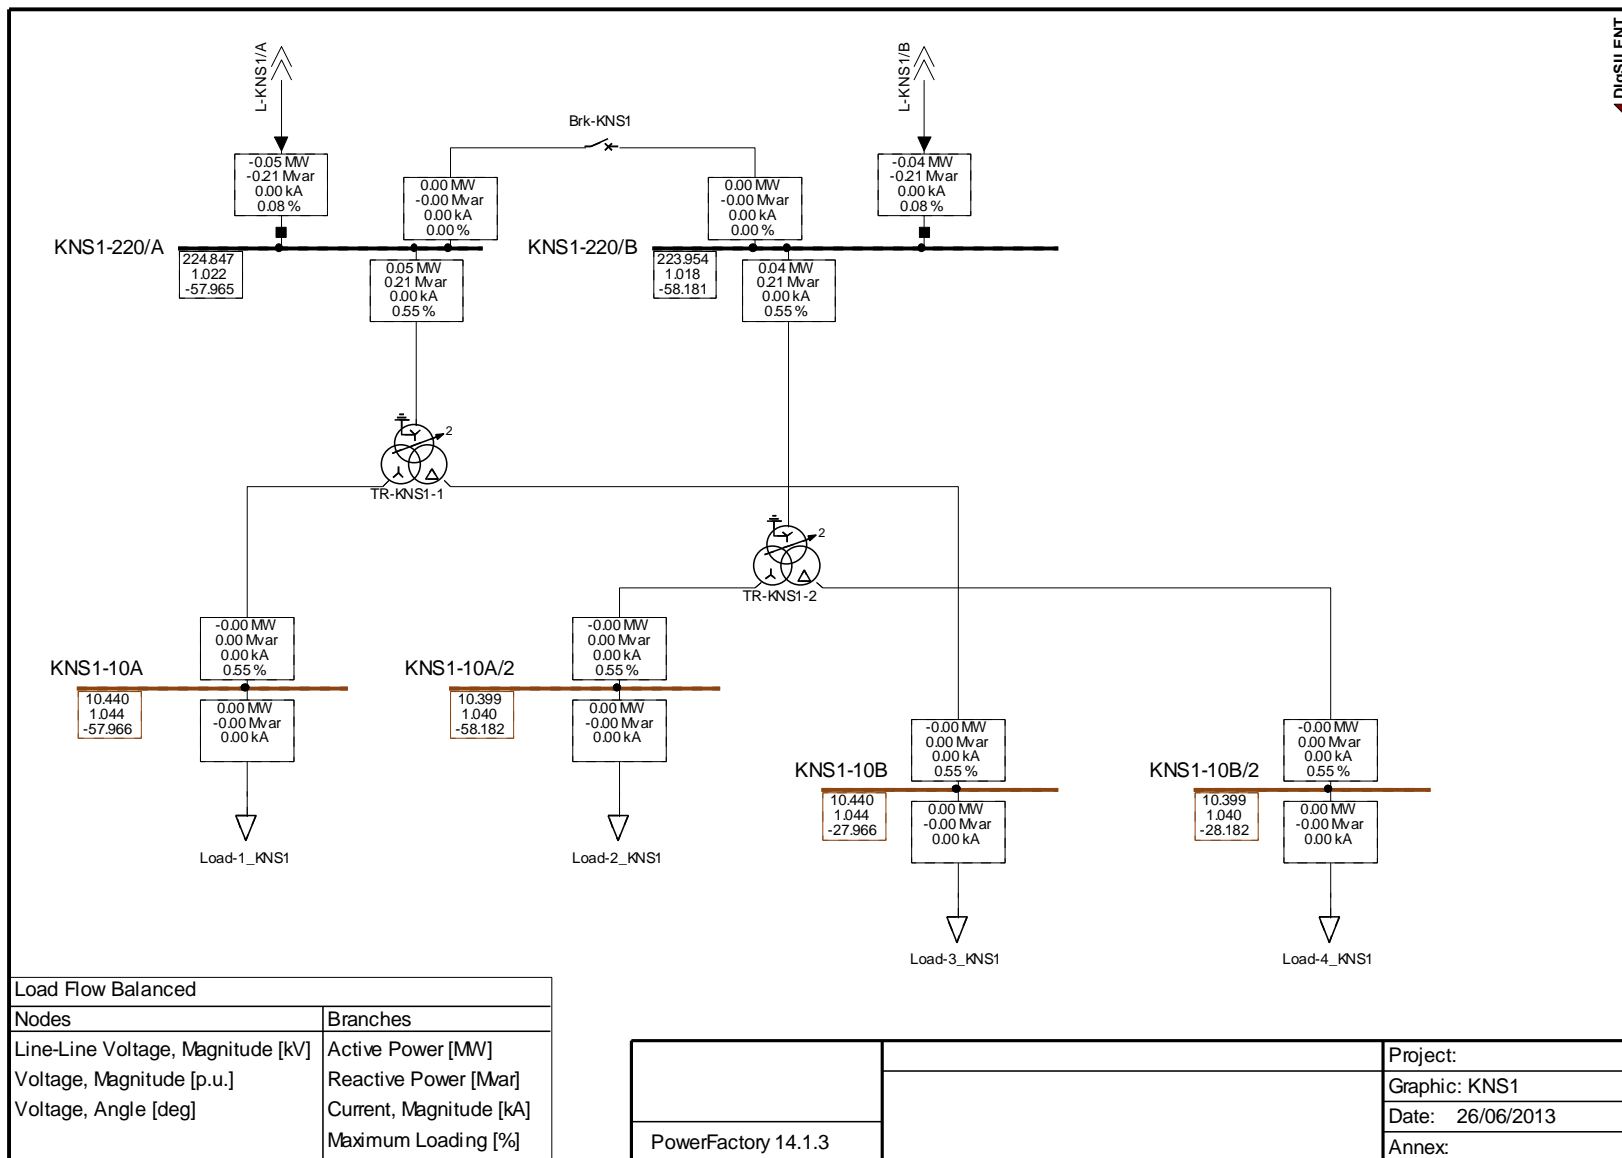 DIgSILENT
L-KNS1/A
L-KNS1/B
Brk-KNS1
-0.05 MW
-0.21 Mvar
0.00 kA
0.08 %
0.00 MW
-0.00 Mvar
0.00 kA
0.00 %
0.00 MW
-0.00 Mvar
0.00 kA
0.00 %
-0.04 MW
-0.21 Mvar
0.00 kA
0.08 %
KNS1-220/A
224.847
1.022
-57.965
0.05 MW
0.21 Mvar
0.00 kA
0.55 %
KNS1-220/B
223.954
1.018
-58.181
0.04 MW
0.21 Mvar
0.00 kA
0.55 %
2
TR-KNS1-1
2
TR-KNS1-2
-0.00 MW
0.00 Mvar
0.00 kA
0.55 %
KNS1-10A
10.440
1.044
-57.966
0.00 MW
-0.00 Mvar
0.00 kA
Load-1_KNS1
-0.00 MW
0.00 Mvar
0.00 kA
0.55 %
KNS1-10A/2
10.399
1.040
-58.182
0.00 MW
-0.00 Mvar
0.00 kA
Load-2_KNS1
-0.00 MW
0.00 Mvar
0.00 kA
0.55 %
KNS1-10B
10.440
1.044
-27.966
0.00 MW
-0.00 Mvar
0.00 kA
Load-3_KNS1
-0.00 MW
0.00 Mvar
0.00 kA
0.55 %
KNS1-10B/2
10.399
1.040
-28.182
0.00 MW
-0.00 Mvar
0.00 kA
Load-4_KNS1
Load Flow Balanced
Nodes
Line-Line Voltage, Magnitude [kV]
Voltage, Magnitude [p.u.]
Voltage, Angle [deg]
Branches
Active Power [MW]
Reactive Power [Mvar]
Current, Magnitude [kA]
Maximum Loading [%]
PowerFactory 14.1.3
Project:
Graphic: KNS1
Date: 26/06/2013
Annex: